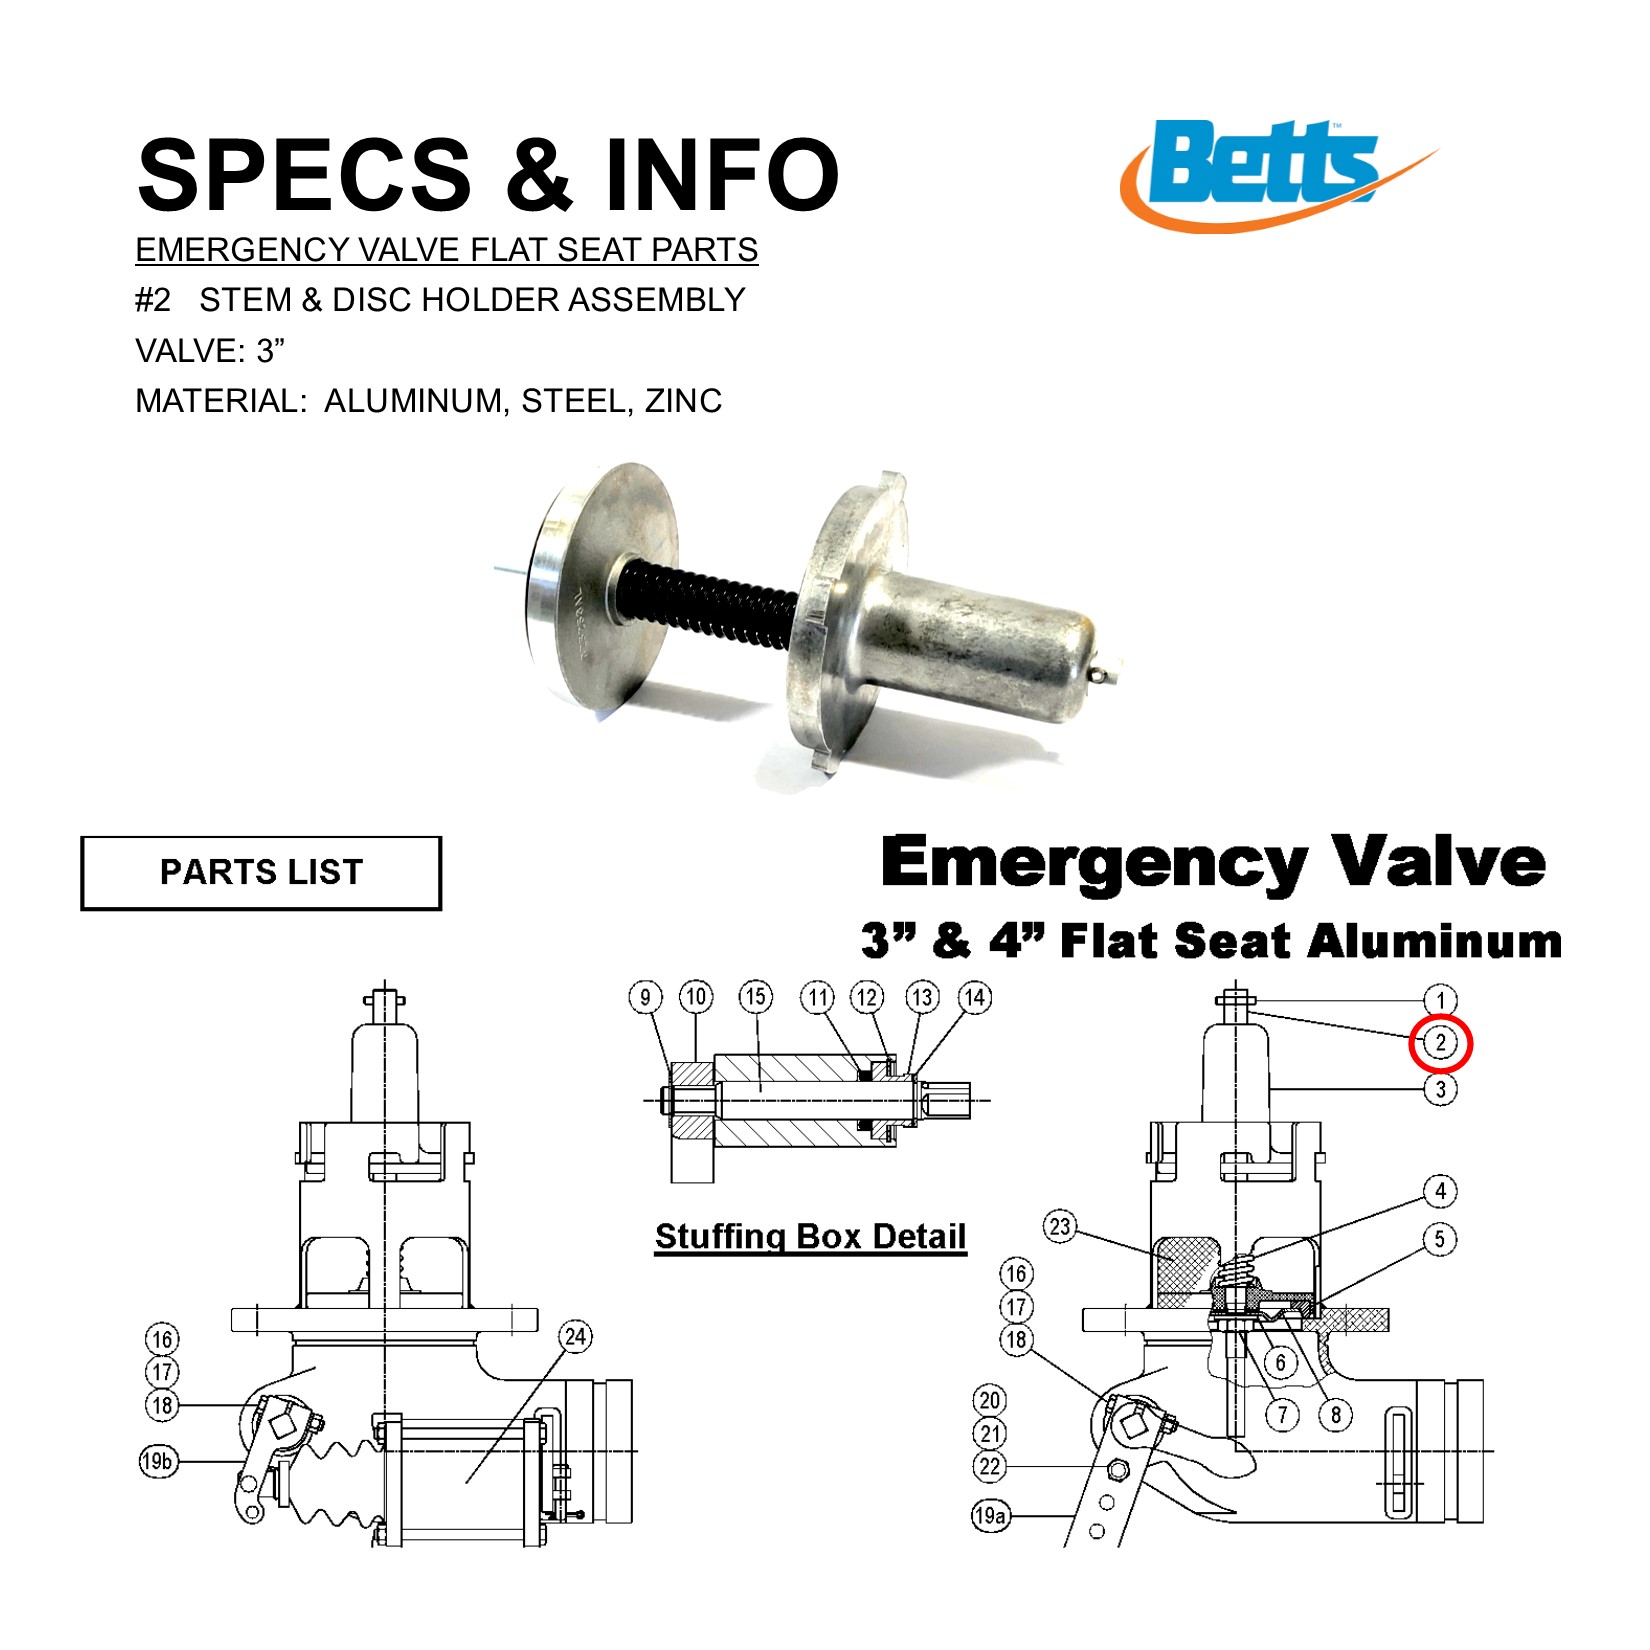 Betts™
SPECS & INFO
EMERGENCY VALVE FLAT SEAT PARTS
#2 STEM & DISC HOLDER ASSEMBLY
VALVE: 3”
MATERIAL: ALUMINUM, STEEL, ZINC
PARTS LIST
Emergency Valve
3” & 4” Flat Seat Aluminum
9 10 15 11 12 13 14
Stuffing Box Detail
16
17
18
19b
24
1
2
3
4
5
23
16
17
18
6
7
8
20
21
22
19a